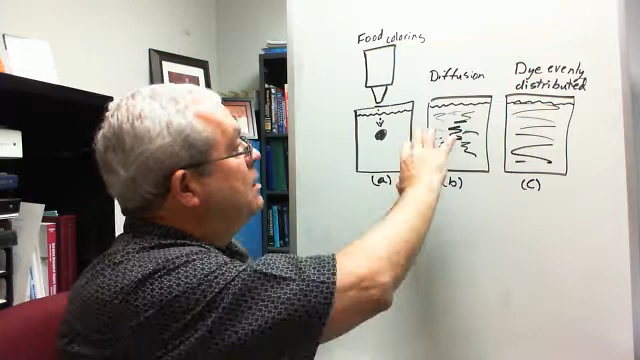 Food coloring
Diffusion
Dye evenly
distributed
(a)
(b)
(c)